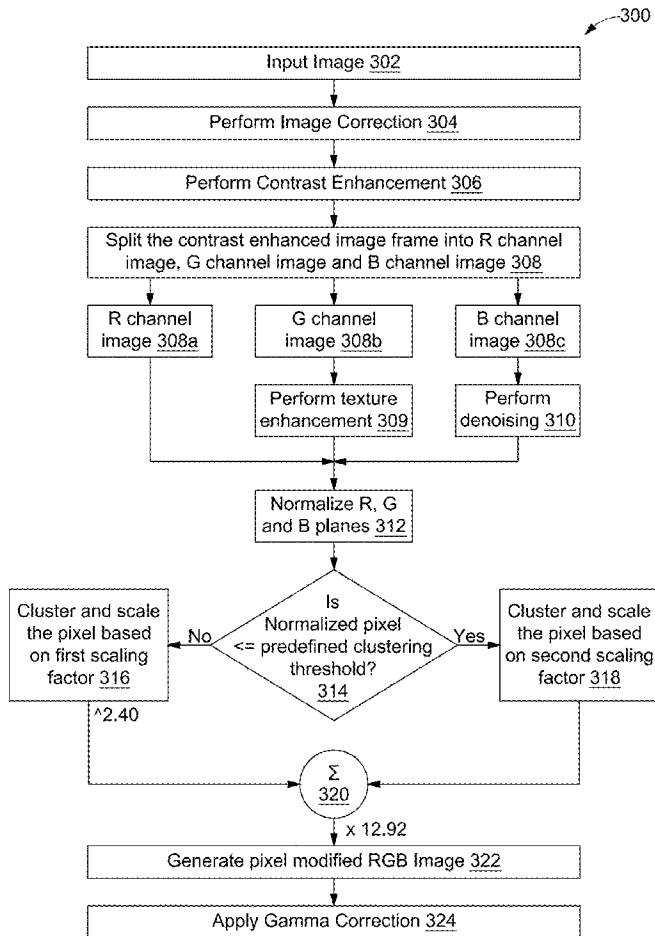 300
Input Image 302
Perform Image Correction 304
Perform Contrast Enhancement 306
Split the contrast enhanced image frame into R channel
image, G channel image and B channel image 308
R channel
image 308a
G channel
image 308b
B channel
image 308c
Perform texture
enhancement 309
Perform
denoising 310
Normalize R, G
and B planes 312
Is
Normalized pixel
<= predefined clustering
threshold?
314
No
Yes
Cluster and scale
the pixel based
on first scaling
factor 316
^2.40
Cluster and scale
the pixel based
on second scaling
factor 318
Σ
320
x 12.92
Generate pixel modified RGB Image 322
Apply Gamma Correction 324